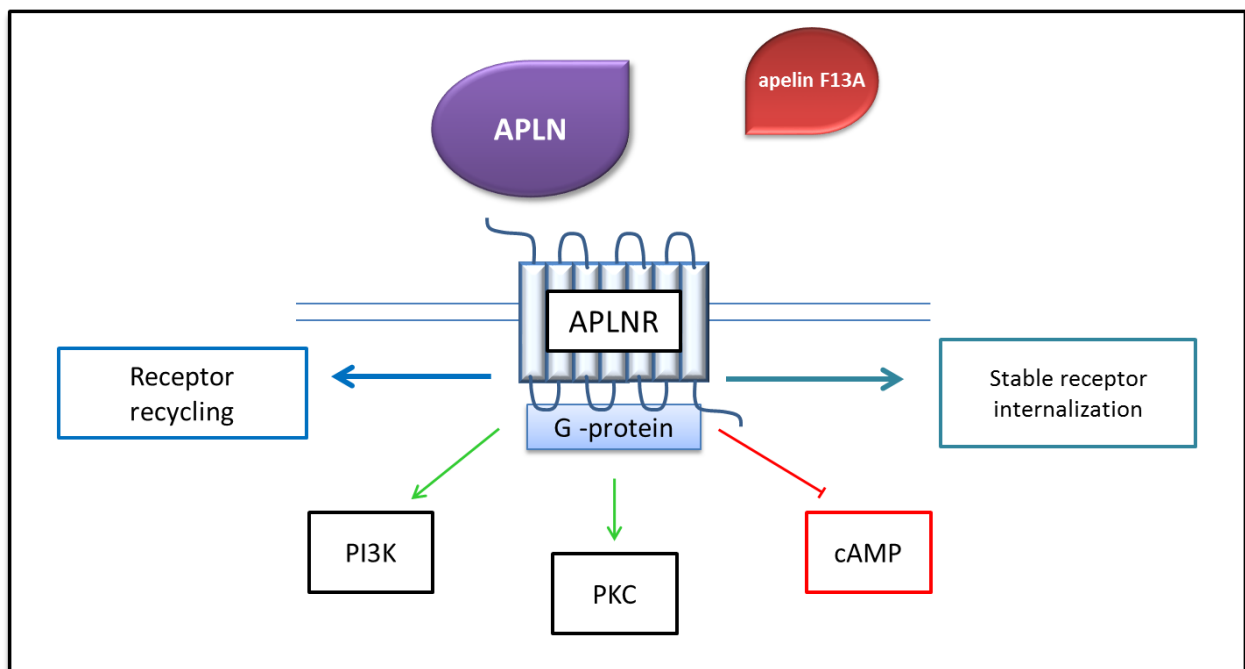 apelin F13A
APLN
APLNR
Receptor
recycling
Stable receptor
internalization
G -protein
PI3K
PKC
cAMP